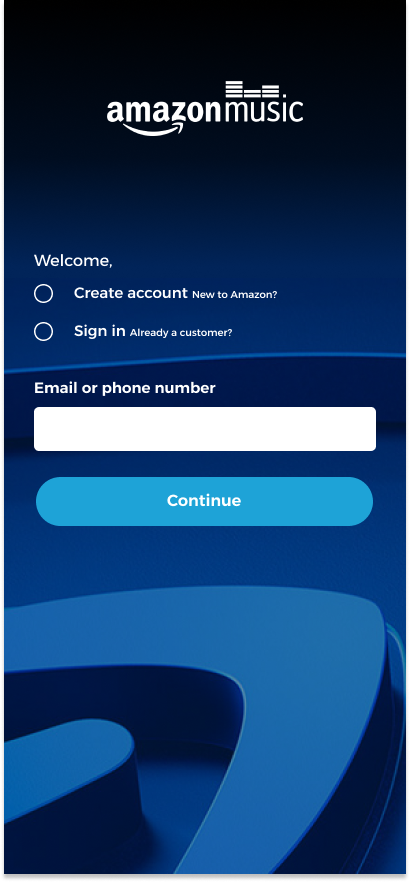 amazonmusic
Welcome,
Create account New to Amazon?
Sign in Already a customer?
Email or phone number
Continue